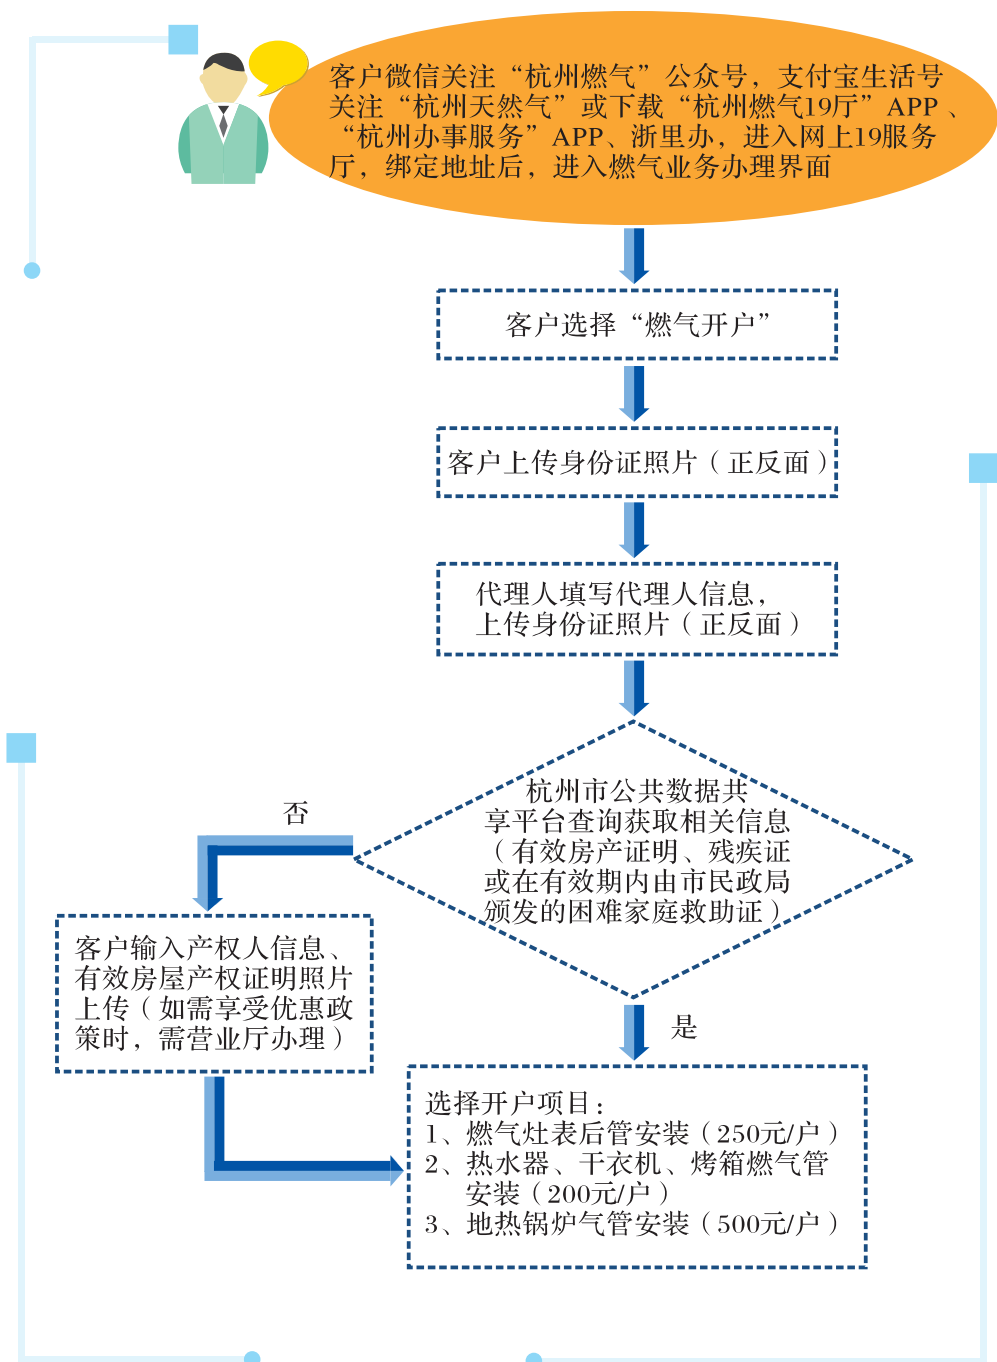 客户微信关注“杭州燃气”公众号，支付宝生活号
关注“杭州天然气”或下载“杭州燃气19厅”APP、
“杭州办事服务”APP、浙里办，进入网上19服务
厅，绑定地址后，进入燃气业务办理界面
客户选择“燃气开户”
客户上传身份证照片（正反面）
代理人填写代理人信息，
上传身份证照片（正反面）
杭州市公共数据共
享平台查询获取相关信息
（有效房产证明、残疾证
或在有效期内由市民政局
颁发的困难家庭救助证）
否
客户输入产权人信息、
有效房屋产权证明照片
上传（如需享受优惠政
策时，需营业厅办理）
是
选择开户项目：
1、燃气灶表后管安装（250元/户）
2、热水器、干衣机、烤箱燃气管
安装（200元/户）
3、地热锅炉气管安装（500元/户）